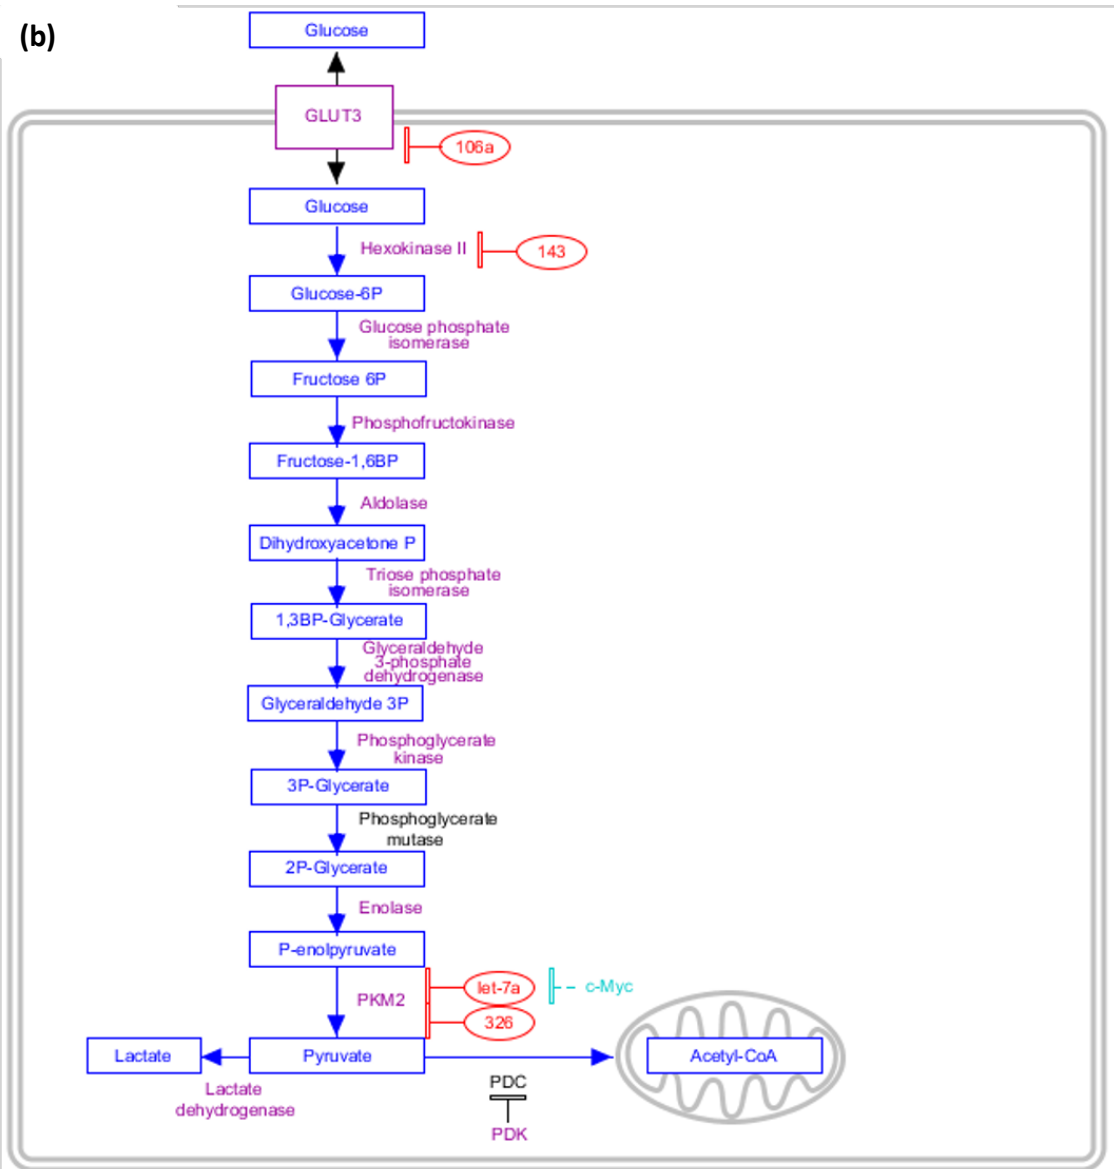 (b)
Glucose
GLUT3
106a
Glucose
Hexokinase II
143
Glucose-6P
Glucose phosphate
isomerase
Fructose 6P
Phosphofructokinase
Fructose-1,6BP
Aldolase
Dihydroxyacetone P
Triose phosphate
isomerase
1,3BP-Glycerate
Glyceraldehyde
3-phosphate
dehydrogenase
Glyceraldehyde 3P
Phosphoglycerate
kinase
3P-Glycerate
Phosphoglycerate
mutase
2P-Glycerate
Enolase
P-enolpyruvate
PKM2
let-7a
c-Myc
326
Lactate
Pyruvate
Acetyl-CoA
Lactate
dehydrogenase
PDC
PDK